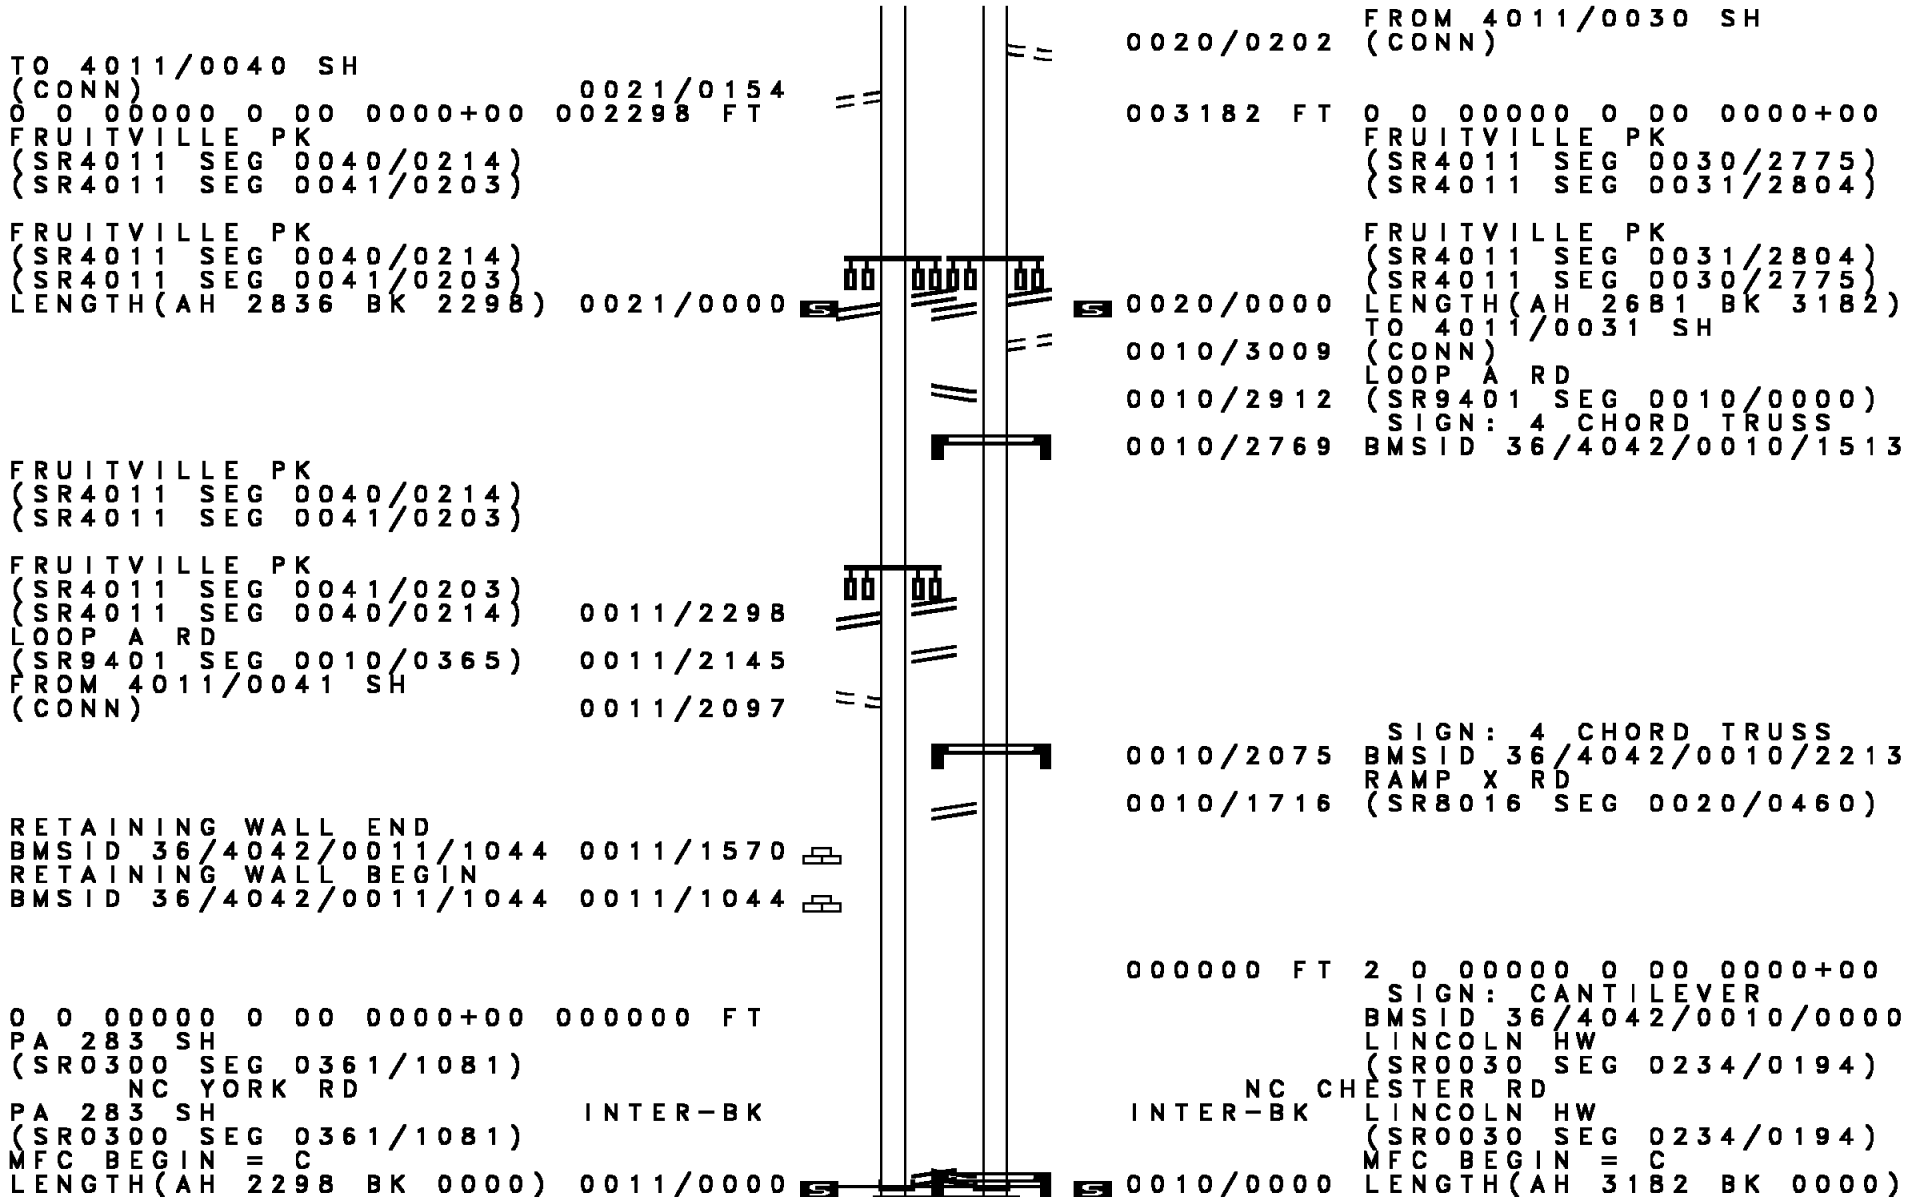 FROM 4011/0030 SH
0020/0202 (CONN)
TO 4011/0040 SH
(CONN) 0021/0154
0 0 00000 0 00 0000+00 002298 FT
003182 FT 0 0 00000 0 00 0000+00
FRUITVILLE PK
(SR4011 SEG 0040/0214)
(SR4011 SEG 0041/0203)
FRUITVILLE PK
(SR4011 SEG 0030/2775)
(SR4011 SEG 0031/2804)
FRUITVILLE PK
(SR4011 SEG 0040/0214)
(SR4011 SEG 0041/0203)
LENGTH(AH 2836 BK 2298) 0021/0000 S
FRUITVILLE PK
(SR4011 SEG 0031/2804)
(SR4011 SEG 0030/2775)
S 0020/0000 LENGTH(AH 2681 BK 3182)
TO 4011/0031 SH
0010/3009 (CONN)
LOOP A RD
0010/2912 (SR9401 SEG 0010/0000)
SIGN: 4 CHORD TRUSS
0010/2769 BMSID 36/4042/0010/1513
FRUITVILLE PK
(SR4011 SEG 0040/0214)
(SR4011 SEG 0041/0203)
FRUITVILLE PK
(SR4011 SEG 0041/0203)
(SR4011 SEG 0040/0214) 0011/2298
LOOP A RD
(SR9401 SEG 0010/0365) 0011/2145
FROM 4011/0041 SH
(CONN) 0011/2097
SIGN: 4 CHORD TRUSS
0010/2075 BMSID 36/4042/0010/2213
RAMP X RD
0010/1716 (SR8016 SEG 0020/0460)
RETAINING WALL END
BMSID 36/4042/0011/1044 0011/1570
RETAINING WALL BEGIN
BMSID 36/4042/0011/1044 0011/1044
000000 FT 2 0 00000 0 00 0000+00
SIGN: CANTILEVER
BMSID 36/4042/0010/0000
0 0 00000 0 00 0000+00 000000 FT
PA 283 SH
(SR0300 SEG 0361/1081)
NC YORK RD
PA 283 SH INTER-BK
(SR0300 SEG 0361/1081)
MFC BEGIN = C
LENGTH(AH 2298 BK 0000) 0011/0000 S
LINCOLN HW
(SR0030 SEG 0234/0194)
NC CHESTER RD
INTER-BK LINCOLN HW
(SR0030 SEG 0234/0194)
MFC BEGIN = C
S 0010/0000 LENGTH(AH 3182 BK 0000)